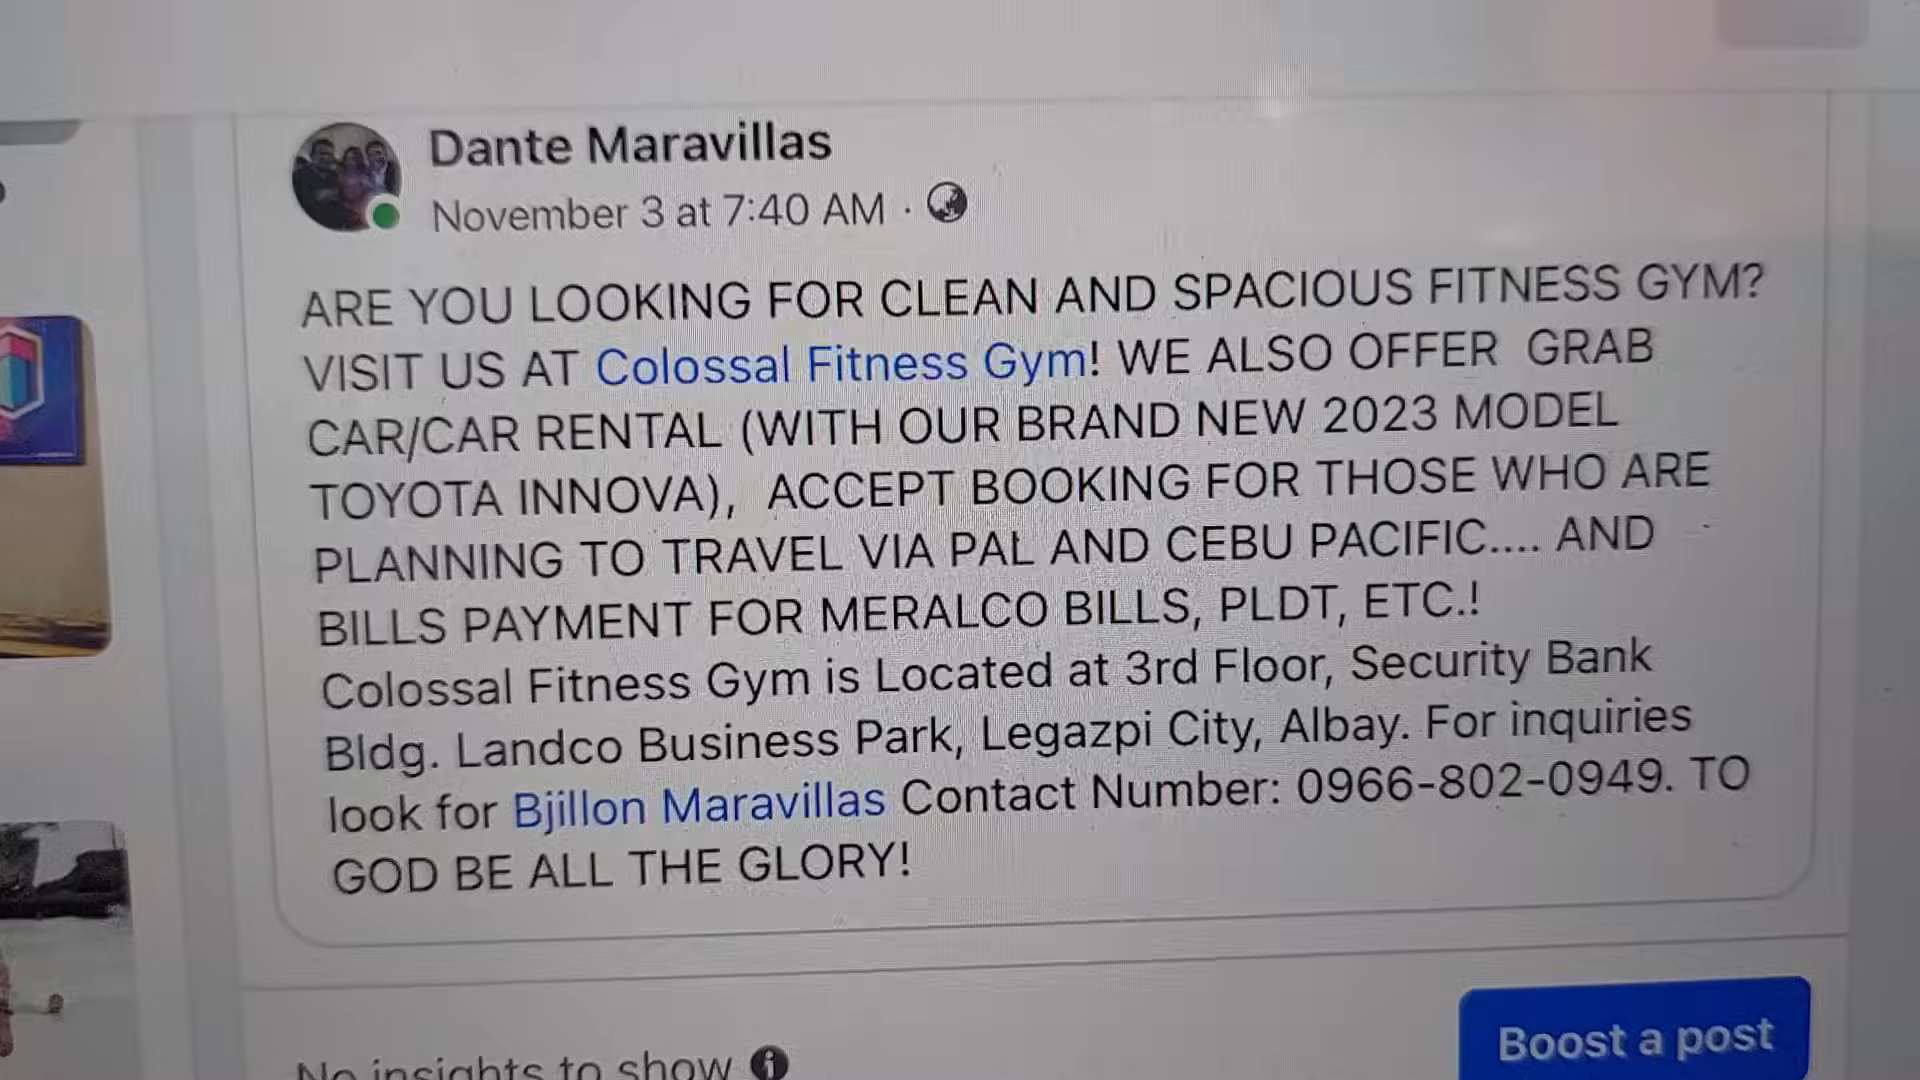 Dante Maravillas
November 3 at 7:40 AM ·
ARE YOU LOOKING FOR CLEAN AND SPACIOUS FITNESS GYM?
VISIT US AT Colossal Fitness Gym! WE ALSO OFFER GRAB
CAR/CAR RENTAL (WITH OUR BRAND NEW 2023 MODEL
TOYOTA INNOVA), ACCEPT BOOKING FOR THOSE WHO ARE
PLANNING TO TRAVEL VIA PAL AND CEBU PACIFIC.... AND
BILLS PAYMENT FOR MERALCO BILLS, PLDT, ETC.!
Colossal Fitness Gym is Located at 3rd Floor, Security Bank
Bldg. Landco Business Park, Legazpi City, Albay. For inquiries
look for Bjillon Maravillas Contact Number: 0966-802-0949. TO
GOD BE ALL THE GLORY!
No insights to show
Boost a post